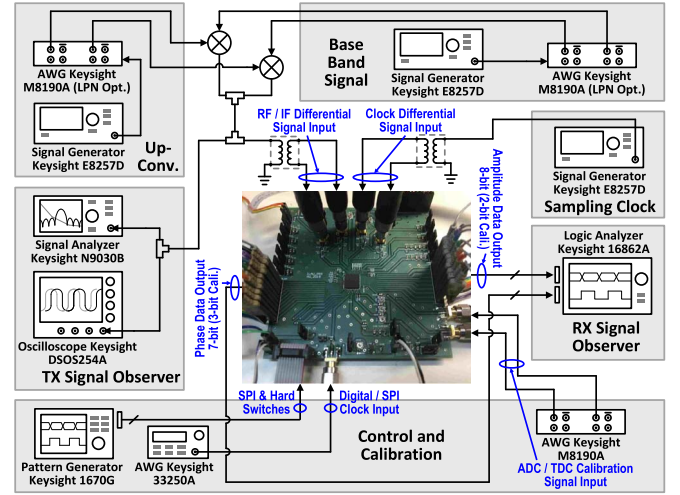 AWG Keysight
M8190A (LPN Opt.)
Signal Generator
Keysight E8257D
Up-
Conv.
Base
Band
Signal
Signal Generator
Keysight E8257D
AWG Keysight
M8190A (LPN Opt.)
RF / IF Differential
Signal Input
Clock Differential
Signal Input
Signal Generator
Keysight E8257D
Sampling Clock
Signal Analyzer
Keysight N9030B
Oscilloscope Keysight
DSOS254A
TX Signal Observer
Phase Data Output
7-bit (3-bit Cali.)
Amplitude Data Output
8-bit (2-bit Cali.)
Logic Analyzer
Keysight 16862A
RX Signal
Observer
SPI & Hard
Switches
Digital / SPI
Clock Input
Pattern Generator
Keysight 1670G
AWG Keysight
33250A
Control and
Calibration
AWG Keysight
M8190A
ADC / TDC Calibration
Signal Input